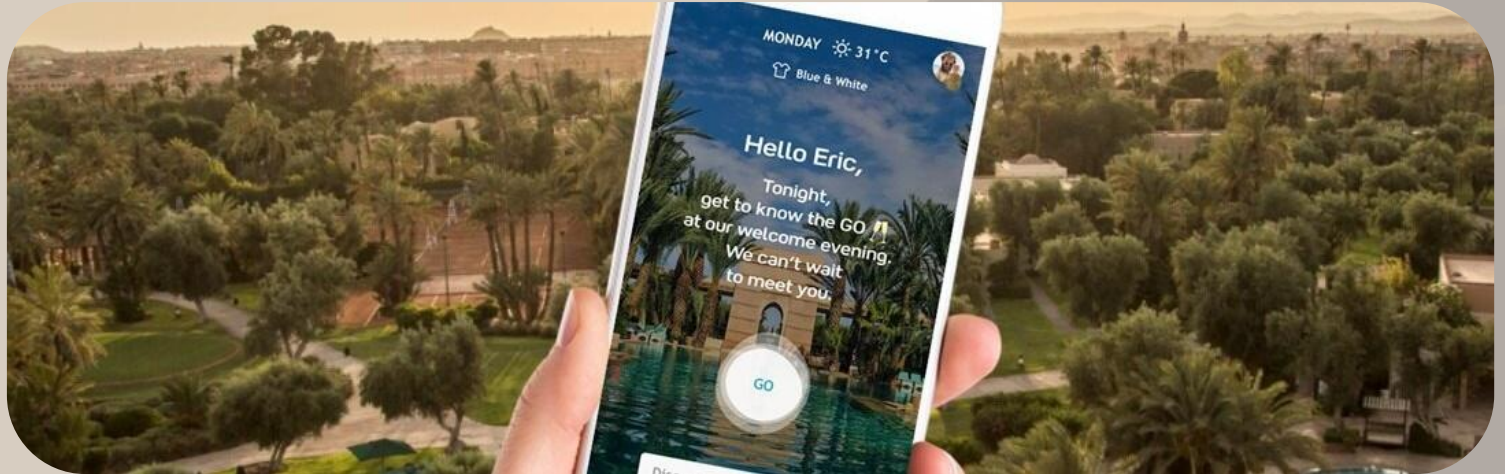 MONDAY 31°C
Blue & White
Hello Eric,
Tonight,
get to know the GO 🥂
at our welcome evening.
We can't wait
to meet you.
GO